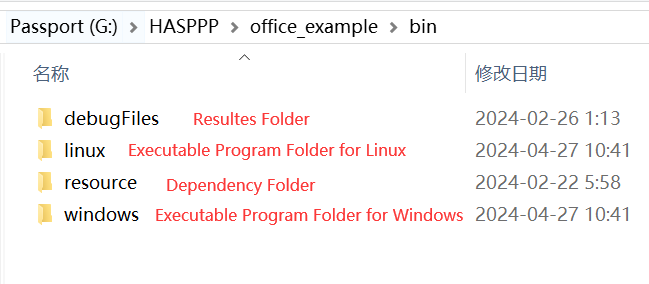 Passport (G:) > HASPPP > office_example > bin
名称 修改日期
debugFiles Resultes Folder 2024-02-26 1:13
linux Executable Program Folder for Linux 2024-04-27 10:41
resource Dependency Folder 2024-02-22 5:58
windows Executable Program Folder for Windows 2024-04-27 10:41